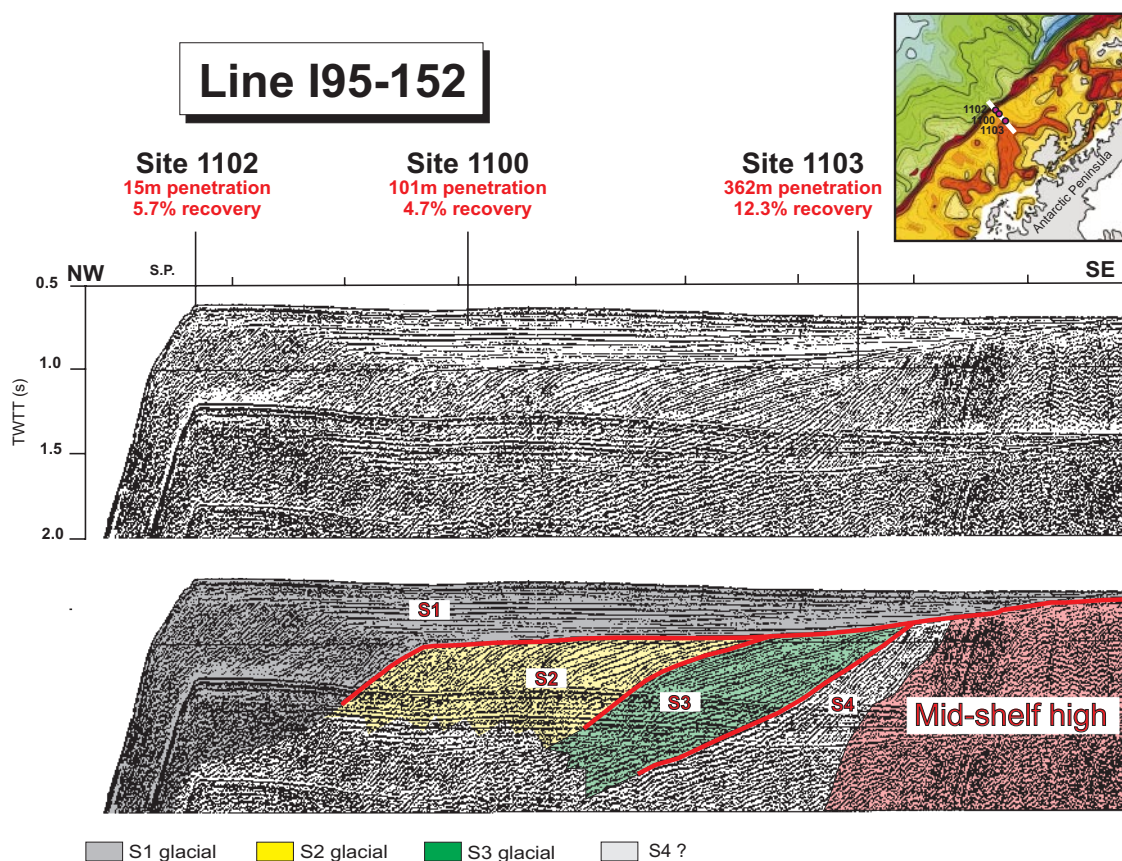 Line I95-152
1102
1100
1103
Antarctic Peninsula
Site 1102
15m penetration
5.7% recovery
Site 1100
101m penetration
4.7% recovery
Site 1103
362m penetration
12.3% recovery
NW
S.P.
SE
0.5
1.0
1.5
2.0
TWTT (s)
S1
S2
S3
S4
Mid-shelf high
S1 glacial
S2 glacial
S3 glacial
S4 ?